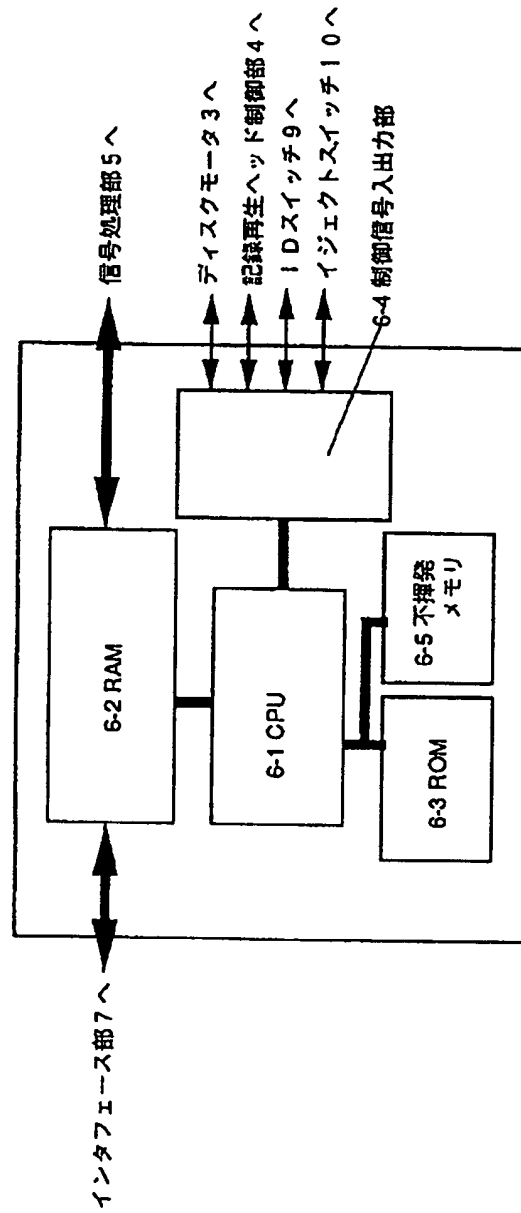 インタフェース部7へ
信号処理部5へ
6-2 RAM
6-1 CPU
6-3 ROM
6-5 不揮発
メモリ
ディスクモータ3へ
記録再生ヘッド制御部4へ
IDスイッチ9へ
イジェクトスイッチ10へ
6-4 制御信号入出力部